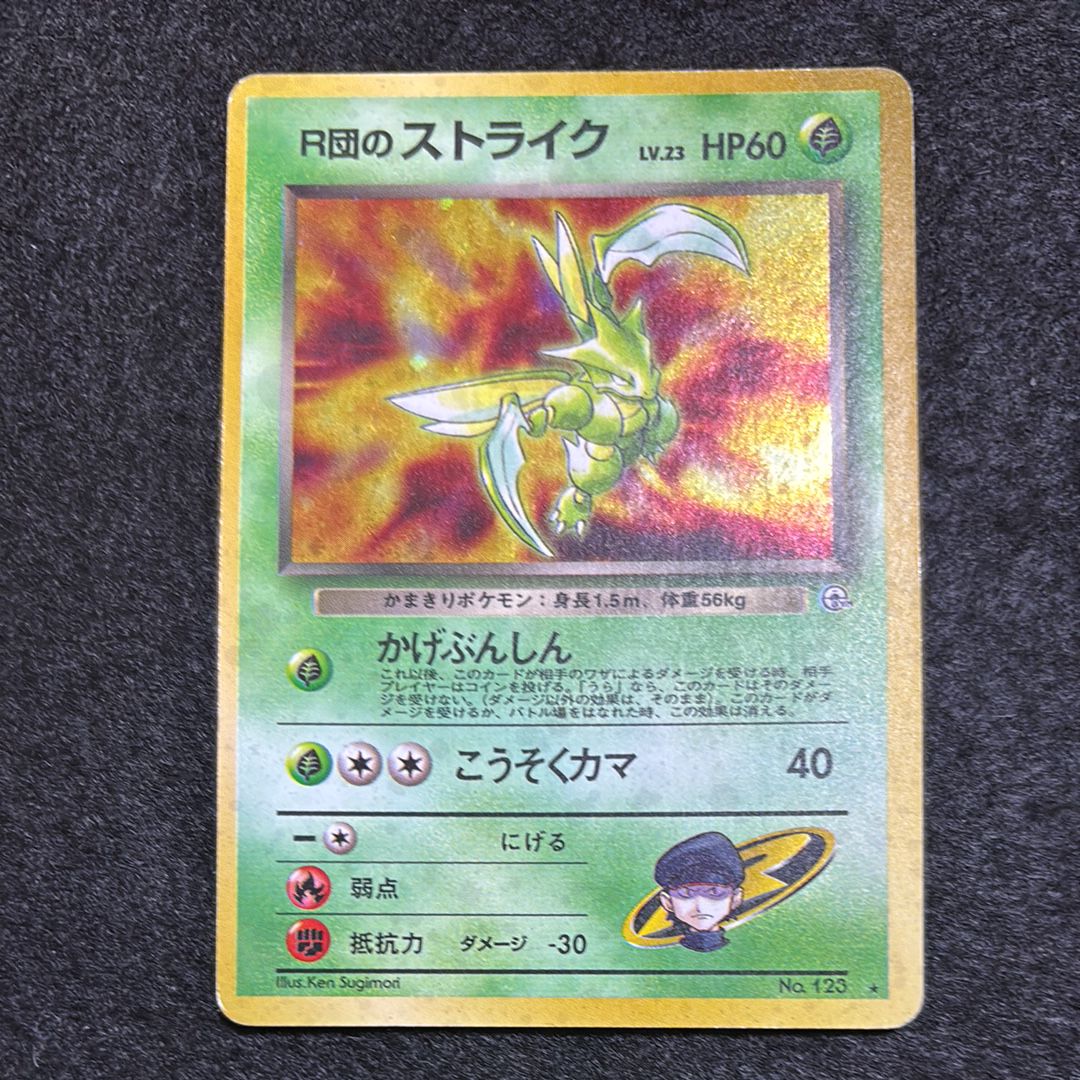 R団のストライク LV.23 HP60
かまきりポケモン：身長1.5m、体重56kg
かげぶんしん
これ以後、このカードが相手のワザによるダメージを受ける時、相手
プレイヤーはコインを投げる。「うら」なら、このカードはそのダメー
ジを受けない。（ダメージ以外の効果は、そのまま）。このカードがダ
メージを受けるか、バトル場をはなれた時、この効果は消える。
こうそくカマ 40
にげる
弱点
抵抗力 ダメージ -30
Illus.Ken Sugimori No. 123 ★